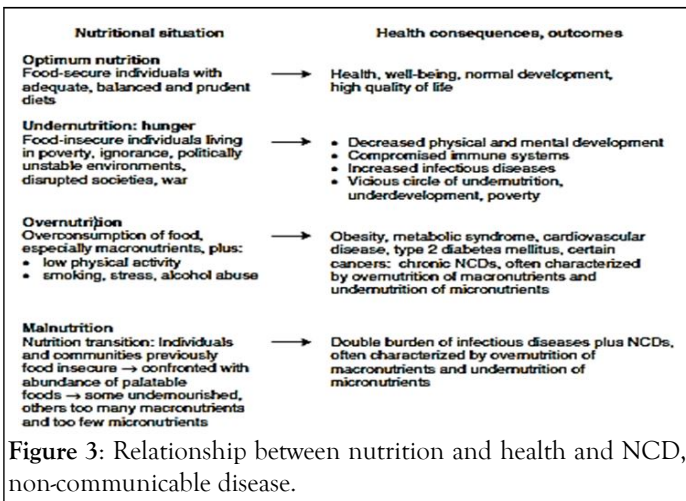 Nutritional situation Health consequences, outcomes
Optimum nutrition
Food-secure individuals with
adequate, balanced and prudent
diets
→ Health, well-being, normal development,
high quality of life
Undernutrition: hunger
Food-insecure individuals living
in poverty, ignorance, politically
unstable environments,
disrupted societies, war
→ • Decreased physical and mental development
• Compromised immune systems
• Increased infectious diseases
• Vicious circle of undernutrition,
underdevelopment, poverty
Overnutrition
Overconsumption of food,
especially macronutrients, plus:
• low physical activity
• smoking, stress, alcohol abuse
→ Obesity, metabolic syndrome, cardiovascular
disease, type 2 diabetes mellitus, certain
cancers: chronic NCDs, often characterized
by overnutrition of macronutrients and
undernutrition of micronutrients
Malnutrition
Nutrition transition: Individuals
and communities previously
food insecure → confronted with
abundance of palatable
foods → some undernourished,
others too many macronutrients
and too few micronutrients
→ Double burden of infectious diseases plus NCDs,
often characterized by overnutrition of
macronutrients and undernutrition of
micronutrients
Figure 3: Relationship between nutrition and health and NCD,
non-communicable disease.